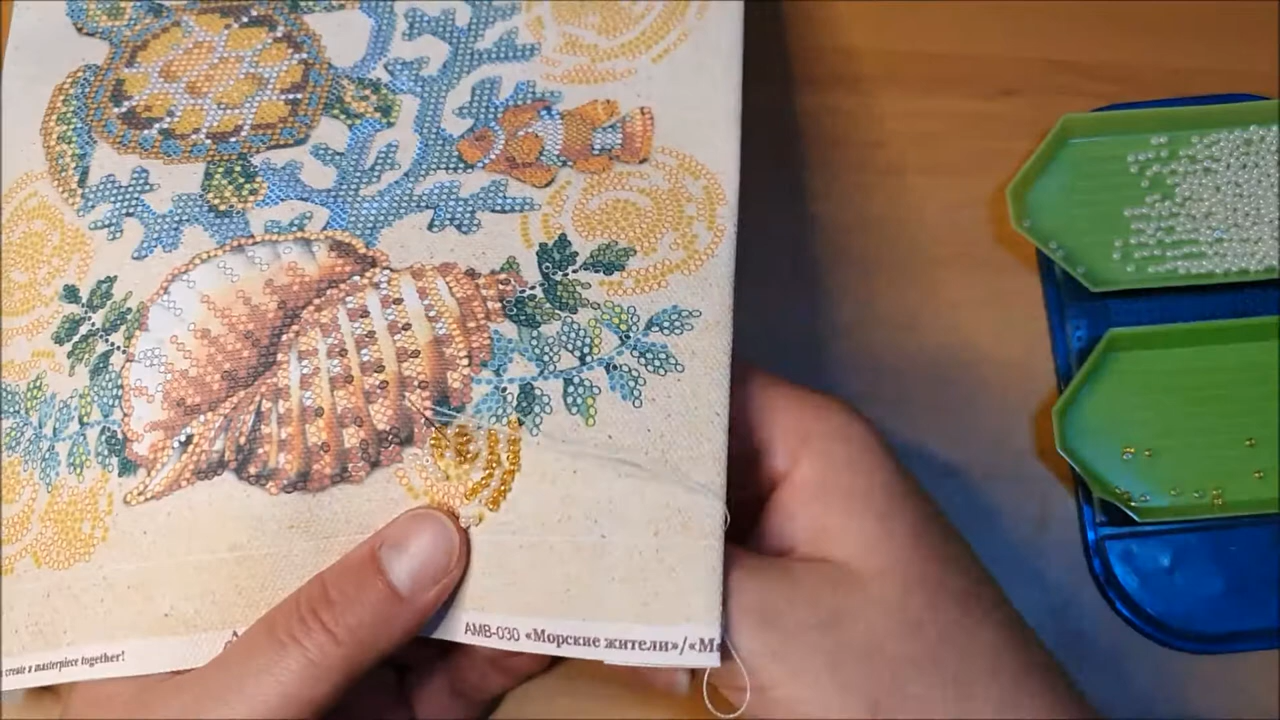 AMB-030 «Морские жители»/«М
create a masterpiece together!